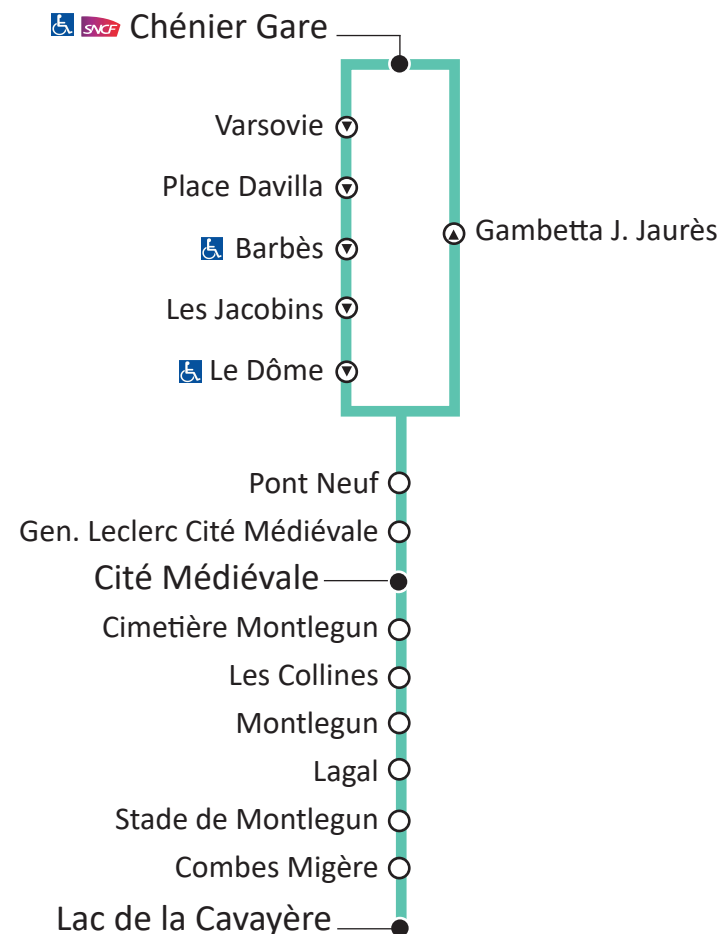 SNCF Chénier Gare
Varsovie
Place Davilla
Barbès
Gambetta J. Jaurès
Les Jacobins
Le Dôme
Pont Neuf
Gen. Leclerc Cité Médiévale
Cité Médiévale
Cimetière Montlegun
Les Collines
Montlegun
Lagal
Stade de Montlegun
Combes Migère
Lac de la Cavayère